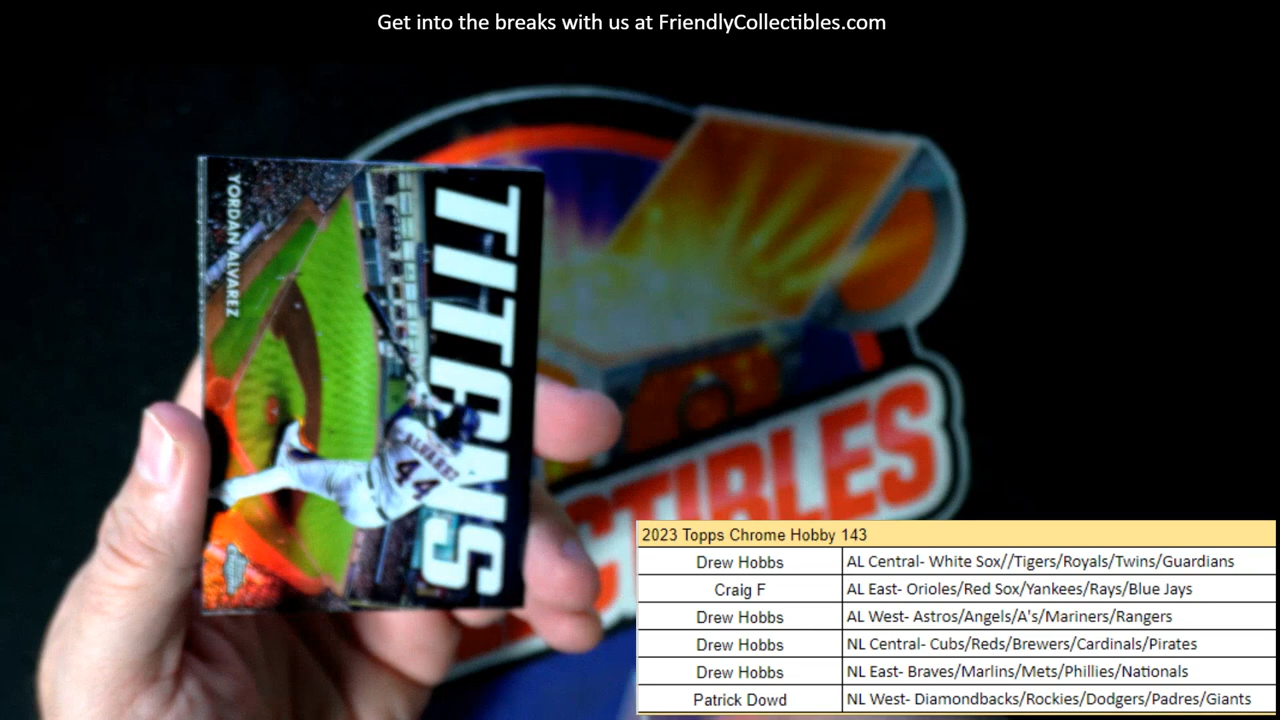 Get into the breaks with us at FriendlyCollectibles.com
TITANS
YORDAN ALVAREZ
ALVAREZ
44
CTIBLES
2023 Topps Chrome Hobby 143
Drew Hobbs AL Central- White Sox//Tigers/Royals/Twins/Guardians
Craig F AL East- Orioles/Red Sox/Yankees/Rays/Blue Jays
Drew Hobbs AL West- Astros/Angels/A's/Mariners/Rangers
Drew Hobbs NL Central- Cubs/Reds/Brewers/Cardinals/Pirates
Drew Hobbs NL East- Braves/Marlins/Mets/Phillies/Nationals
Patrick Dowd NL West- Diamondbacks/Rockies/Dodgers/Padres/Giants